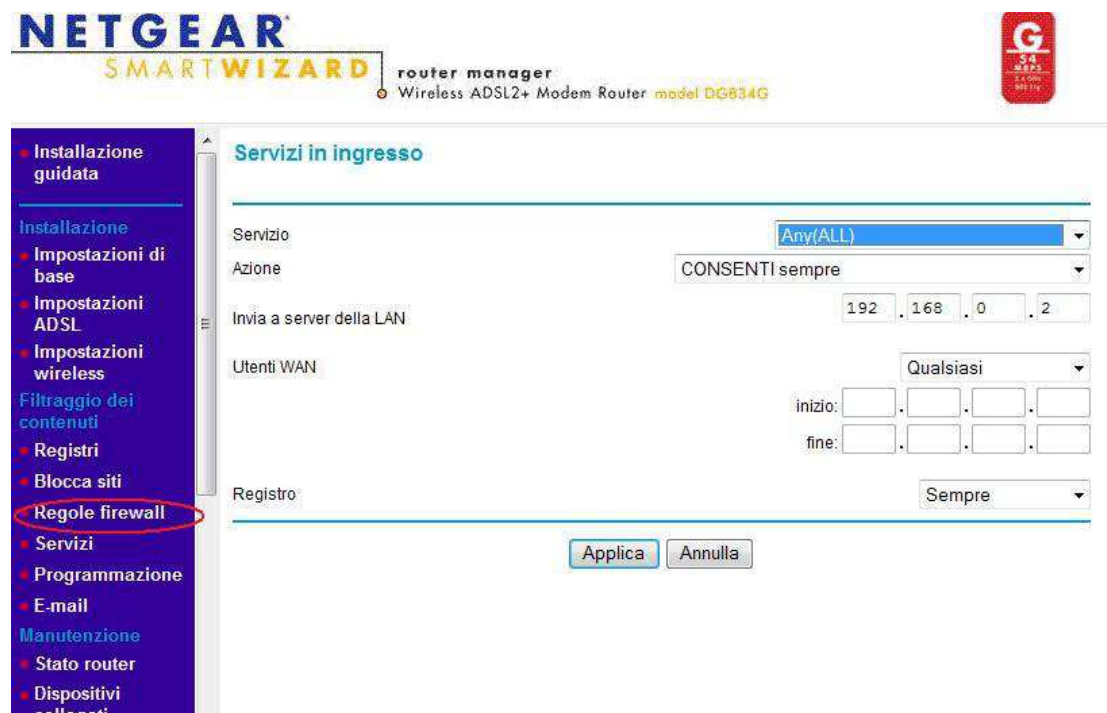 NETGEAR
SMARTWIZARD
router manager
Wireless ADSL2+ Modem Router model DG834G
G
54
MBPS
Installazione
guidata
Installazione
Impostazioni di
base
Impostazioni
ADSL
Impostazioni
wireless
Filtraggio dei
contenuti
Registri
Blocca siti
Regole firewall
Servizi
Programmazione
E-mail
Manutenzione
Stato router
Dispositivi
Servizi in ingresso
Servizio Any(ALL)
Azione CONSENTI sempre
Invia a server della LAN 192 . 168 . 0 . 2
Utenti WAN Qualsiasi
inizio: . . .
fine: . . .
Registro Sempre
Applica Annulla